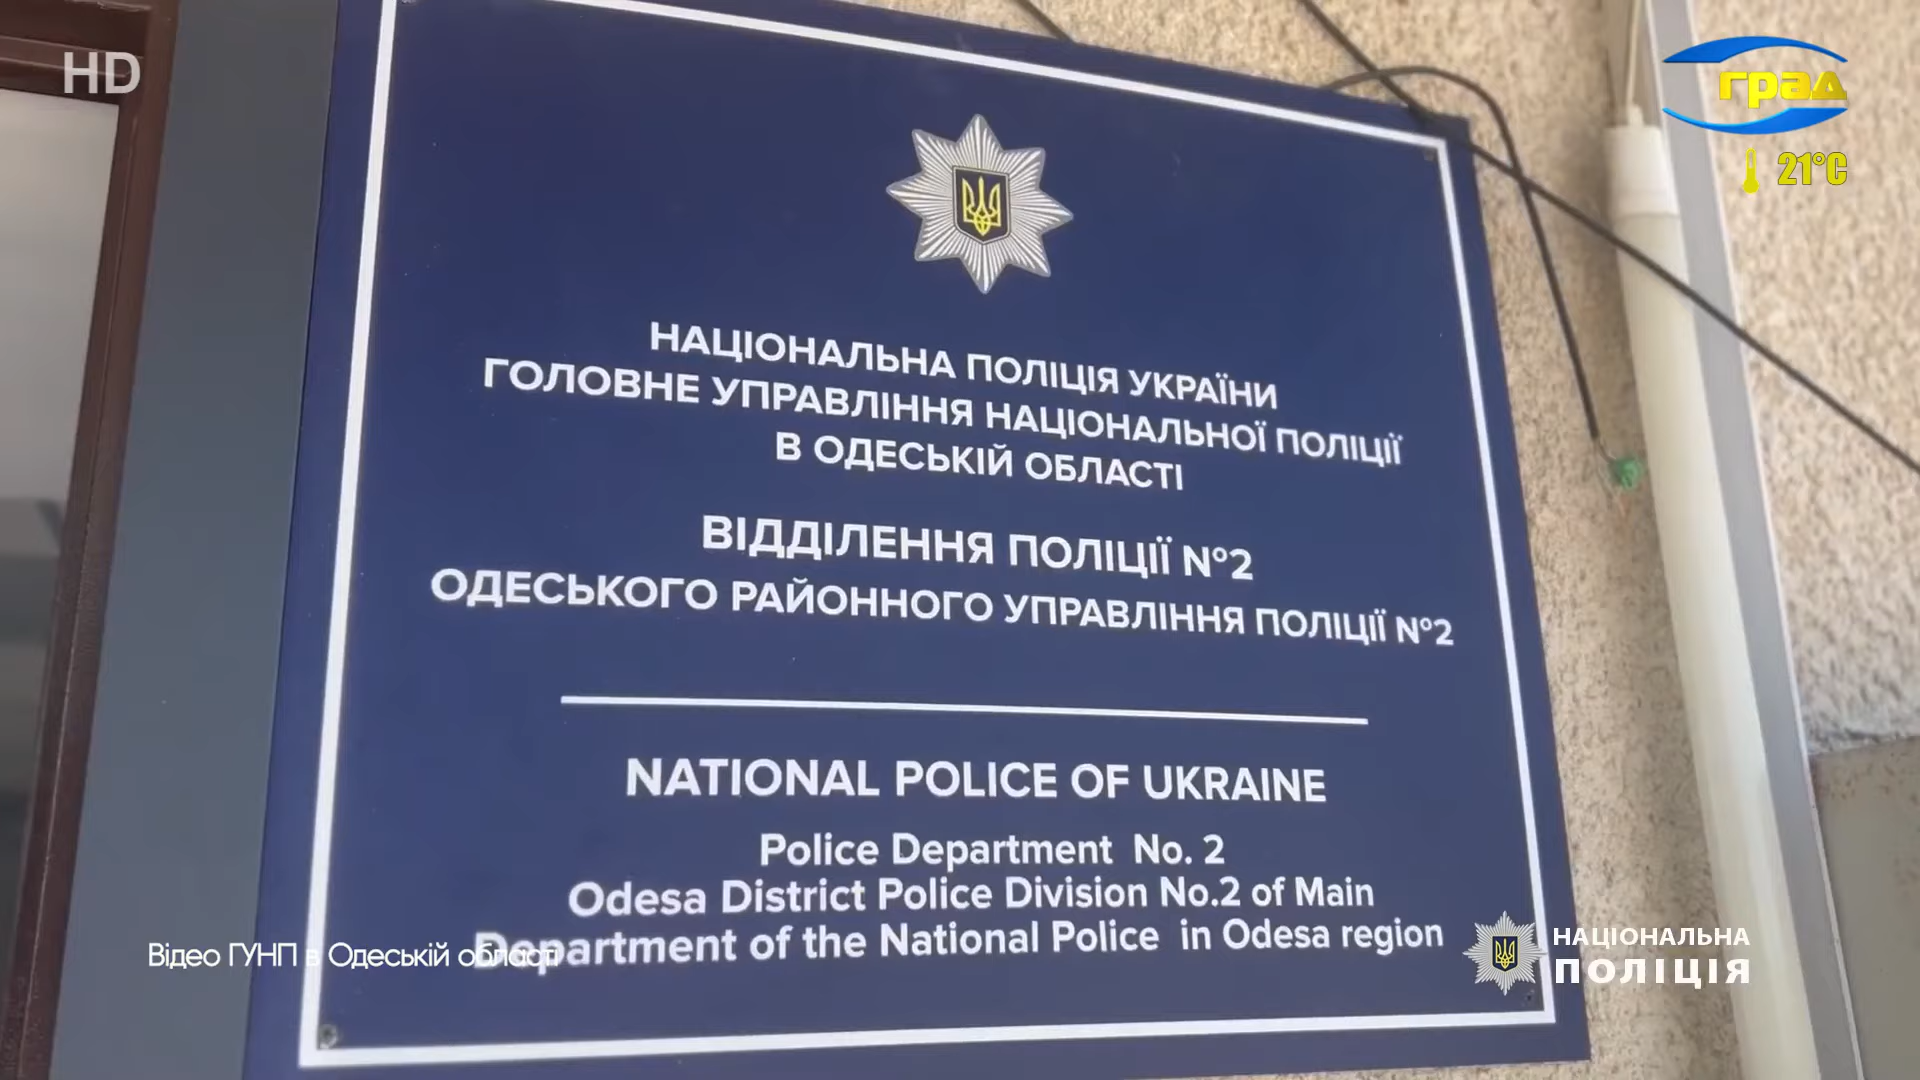 HD
град
21°C
НАЦІОНАЛЬНА ПОЛІЦІЯ УКРАЇНИ
ГОЛОВНЕ УПРАВЛІННЯ НАЦІОНАЛЬНОЇ ПОЛІЦІЇ
В ОДЕСЬКІЙ ОБЛАСТІ
ВІДДІЛЕННЯ ПОЛІЦІЇ №2
ОДЕСЬКОГО РАЙОННОГО УПРАВЛІННЯ ПОЛІЦІЇ №2
NATIONAL POLICE OF UKRAINE
Police Department No. 2
Odesa District Police Division No.2 of Main
Department of the National Police in Odesa region
Відео ГУНП в Одеській області
НАЦІОНАЛЬНА
ПОЛІЦІЯ